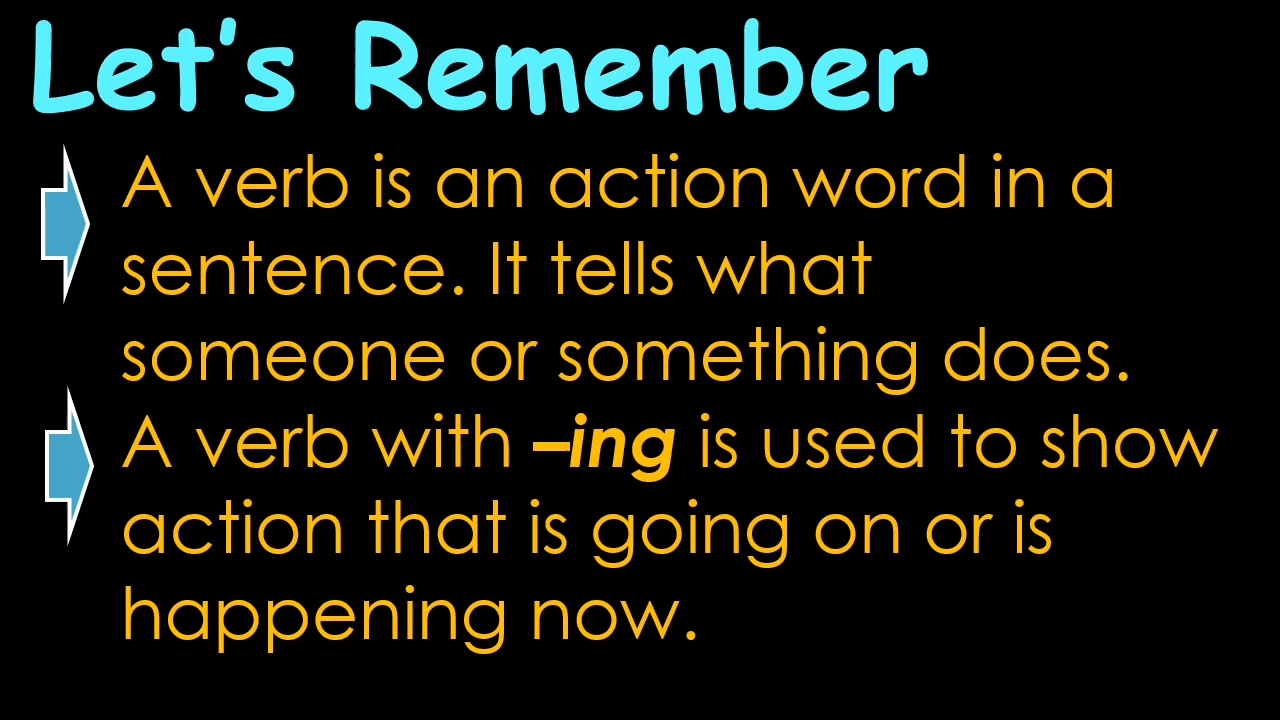 Let's Remember
A verb is an action word in a
sentence. It tells what
someone or something does.
A verb with –ing is used to show
action that is going on or is
happening now.